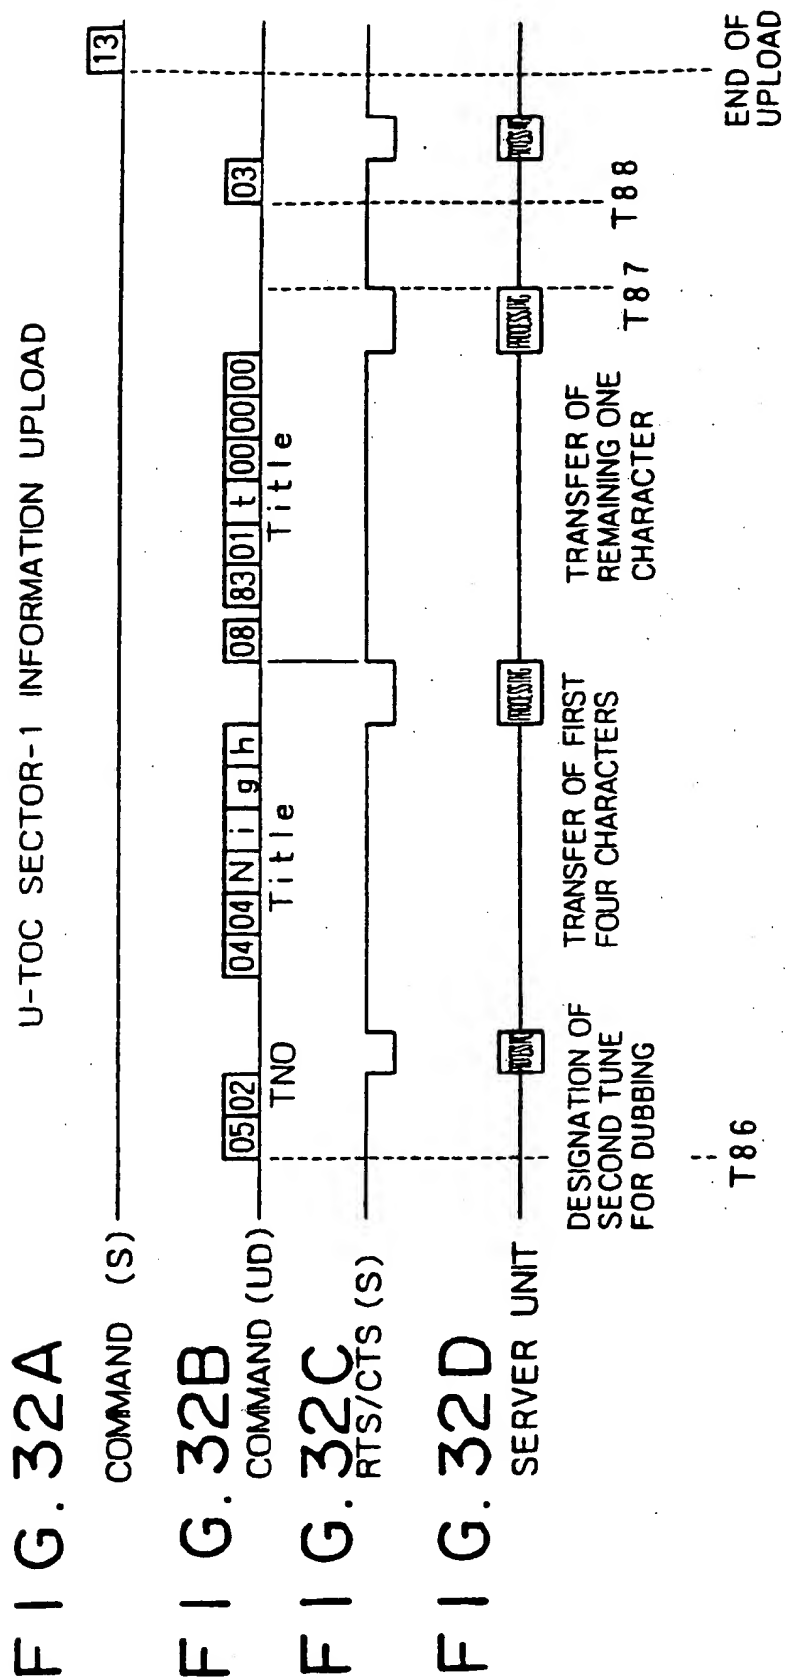 U-TOC SECTOR-1 INFORMATION UPLOAD
FIG. 32A
COMMAND (S)
13
FIG. 32B
COMMAND (UD)
05 02
TNO
04 04 N i g h
Title
08 83 01 t 00 00 00
Title
03
FIG. 32C
RTS/CTS (S)
FIG. 32D
SERVER UNIT
PROCESSING
PROCESSING
DESIGNATION OF
SECOND TUNE
FOR DUBBING
TRANSFER OF FIRST
FOUR CHARACTERS
TRANSFER OF
REMAINING ONE
CHARACTER
T86
T87
T88
END OF
UPLOAD